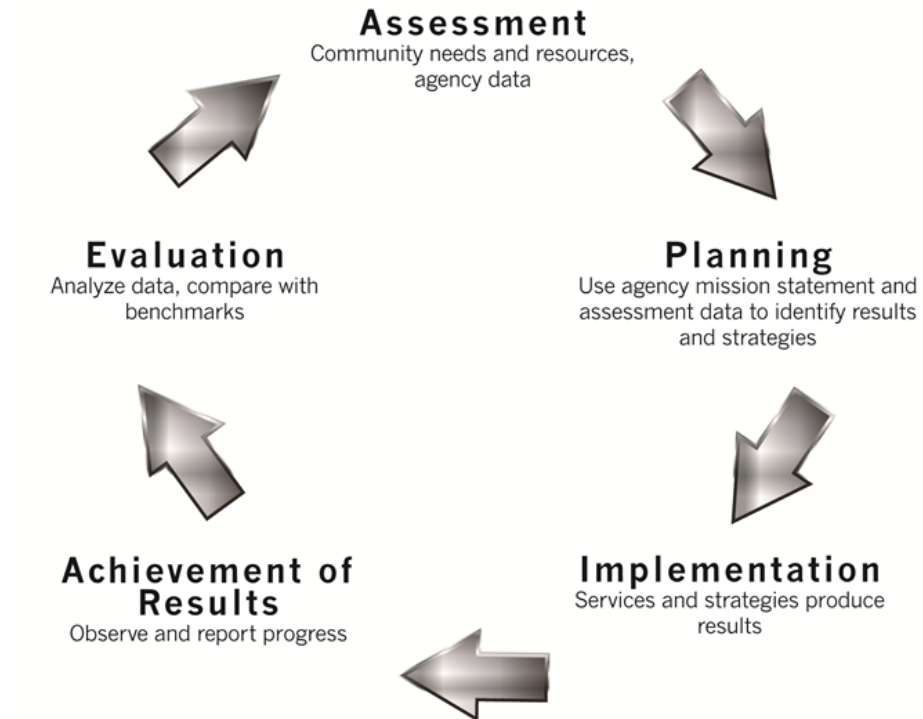 Assessment
Community needs and resources,
agency data
Planning
Use agency mission statement and
assessment data to identify results
and strategies
Implementation
Services and strategies produce
results
Achievement of
Results
Observe and report progress
Evaluation
Analyze data, compare with
benchmarks